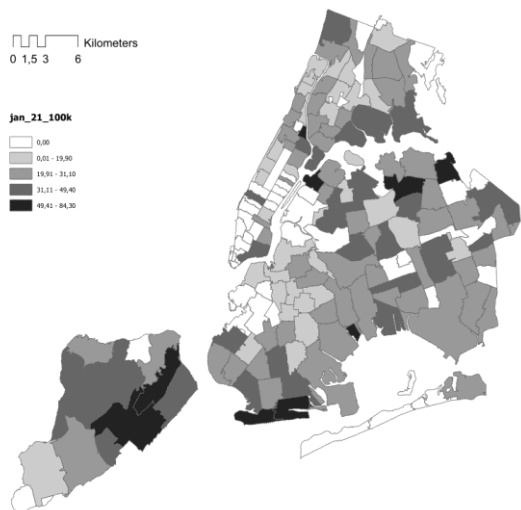 Kilometers
0 1,5 3 6
jan_21_100k
0,00
0,01 - 19,90
19,91 - 31,10
31,11 - 49,40
49,41 - 84,30